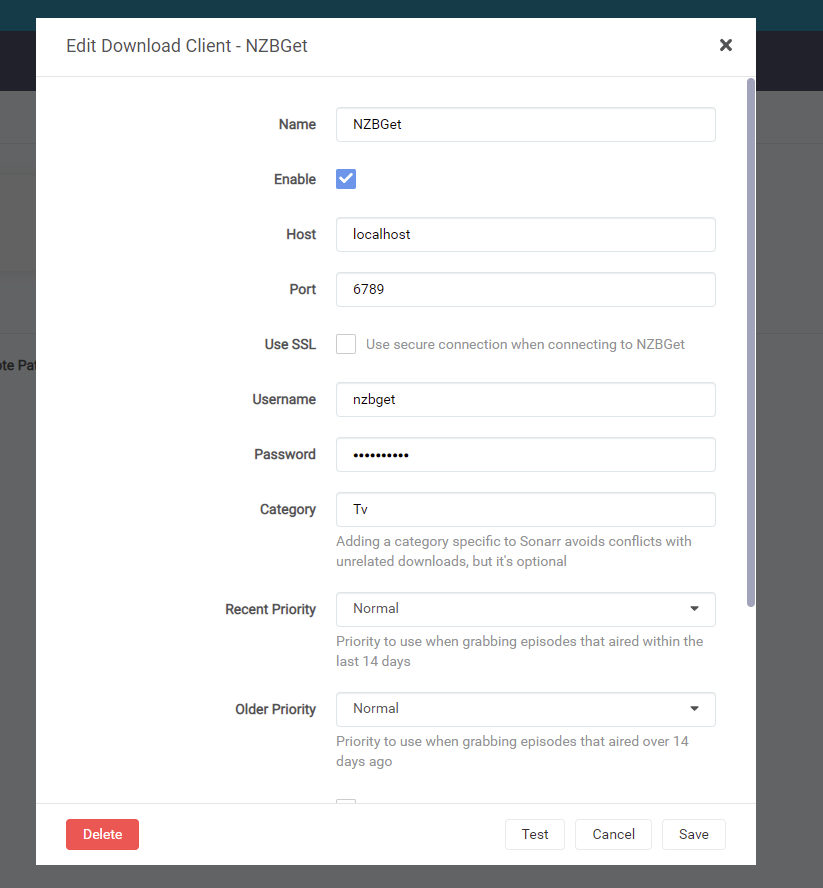 Edit Download Client - NZBGet
Name NZBGet
Enable
Host localhost
Port 6789
Use SSL Use secure connection when connecting to NZBGet
Username nzbget
Password ••••••••••
Category Tv
Adding a category specific to Sonarr avoids conflicts with
unrelated downloads, but it's optional
Recent Priority Normal
Priority to use when grabbing episodes that aired within the
last 14 days
Older Priority Normal
Priority to use when grabbing episodes that aired over 14
days ago
Delete Test Cancel Save